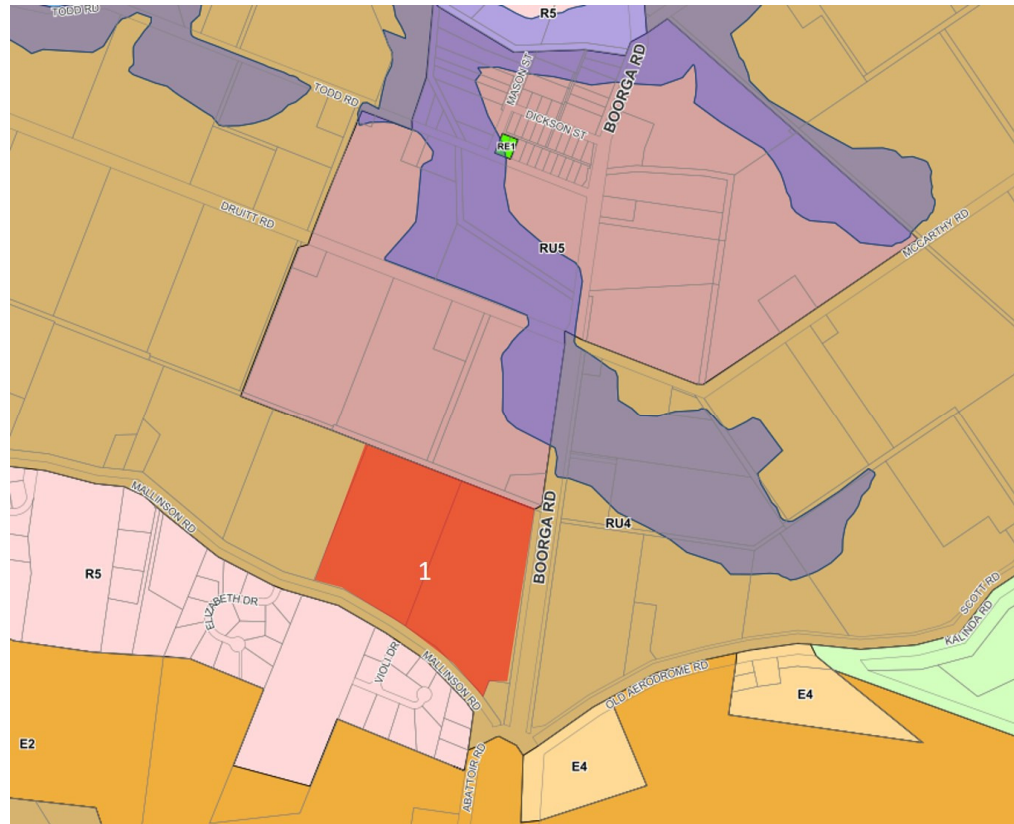 TODD RD
R5
MASON ST
BOORGA RD
TODD RD
DICKSON ST
RE1
DRUITT RD
MCCARTHY RD
RU5
MALLINSON RD
BOORGA RD
RU4
1
R5
ELIZABETH DR
SCOTT RD
KALINDA RD
VIOLI DR
MALLINSON RD
OLD AERODROME RD
E4
E2
E4
ABATTOIR RD